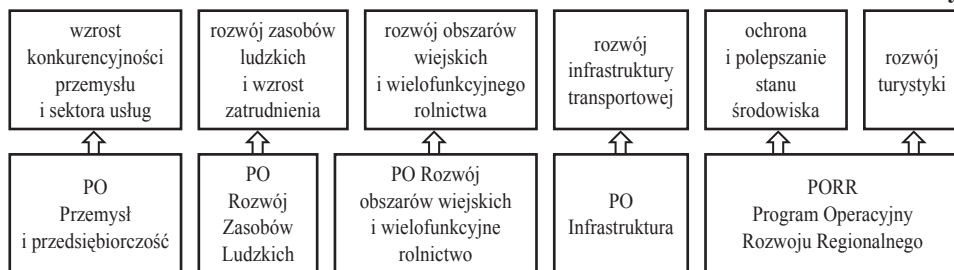 wzrost
konkurencyjności
przemysłu
i sektora usług
rozwój zasobów
ludzkich
i wzrost
zatrudnienia
rozwój obszarów
wiejskich
i wielofunkcyjnego
rolnictwa
rozwój
infrastruktury
transportowej
ochrona
i polepszanie
stanu
środowiska
rozwój
turystyki
PO
Przemysł
i przedsiębiorczość
PO
Rozwój
Zasobów
Ludzkich
PO Rozwój
obszarów wiejskich
i wielofunkcyjne
rolnictwo
PO
Infrastruktura
PORR
Program Operacyjny
Rozwoju Regionalnego